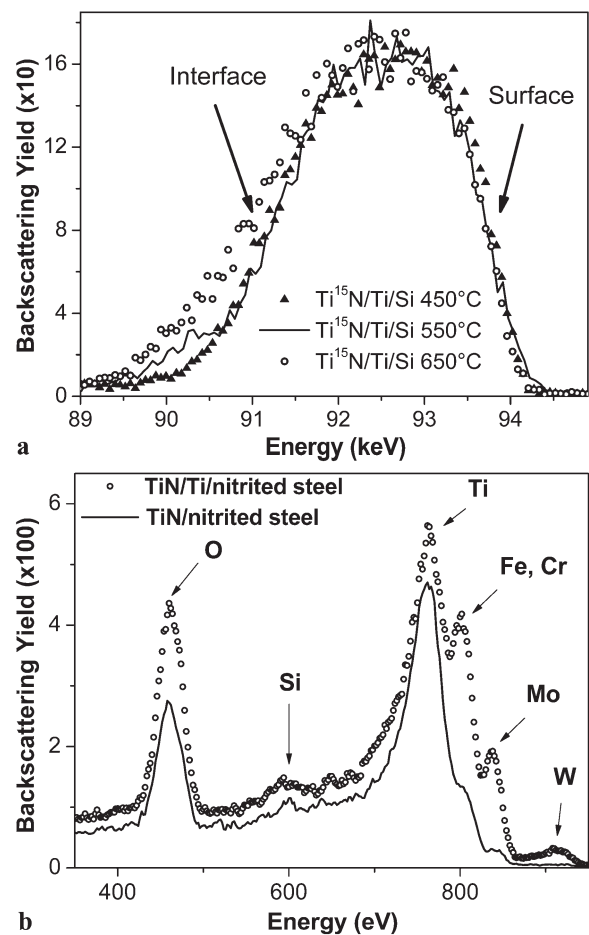 16
12
8
4
0
Backscattering Yield (x10)
Interface
Surface
Ti¹⁵N/Ti/Si 450°C
Ti¹⁵N/Ti/Si 550°C
Ti¹⁵N/Ti/Si 650°C
89 90 91 92 93 94
Energy (keV)
a
TiN/Ti/nitrited steel
TiN/nitrited steel
6
4
2
0
Backscattering Yield (x100)
O
Si
Ti
Fe, Cr
Mo
W
400 600 800
Energy (eV)
b